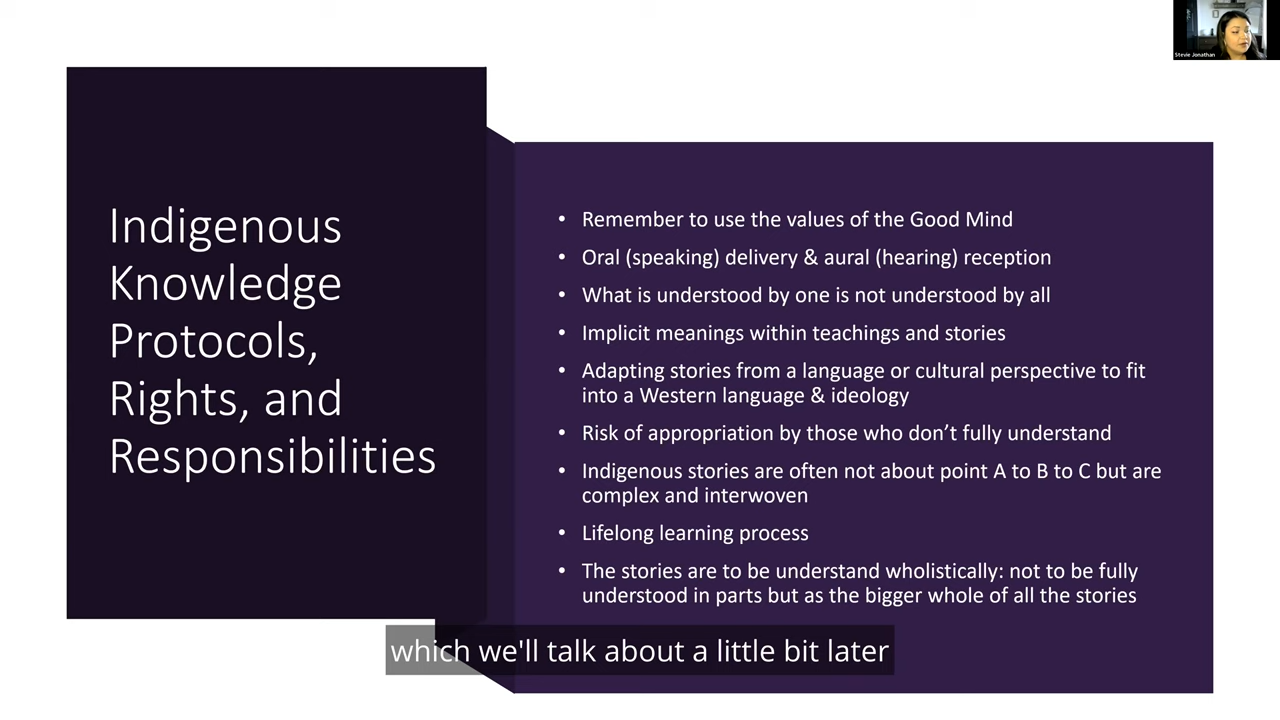 Stevie Jonathan
Indigenous
Knowledge
Protocols,
Rights, and
Responsibilities
• Remember to use the values of the Good Mind
• Oral (speaking) delivery & aural (hearing) reception
• What is understood by one is not understood by all
• Implicit meanings within teachings and stories
• Adapting stories from a language or cultural perspective to fit
into a Western language & ideology
• Risk of appropriation by those who don’t fully understand
• Indigenous stories are often not about point A to B to C but are
complex and interwoven
• Lifelong learning process
• The stories are to be understand wholistically: not to be fully
understood in parts but as the bigger whole of all the stories
which we'll talk about a little bit later